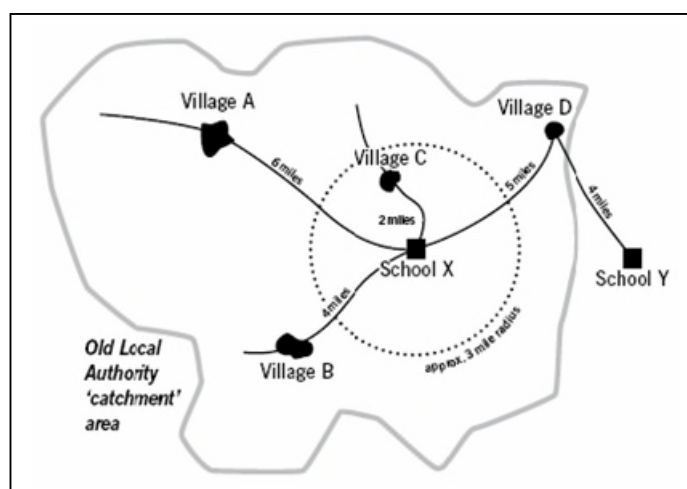 Village A
Village D
Village C
6 miles
5 miles
4 miles
2 miles
School X
School Y
4 miles
approx. 3 mile radius
Village B
Old Local
Authority
‘catchment’
area